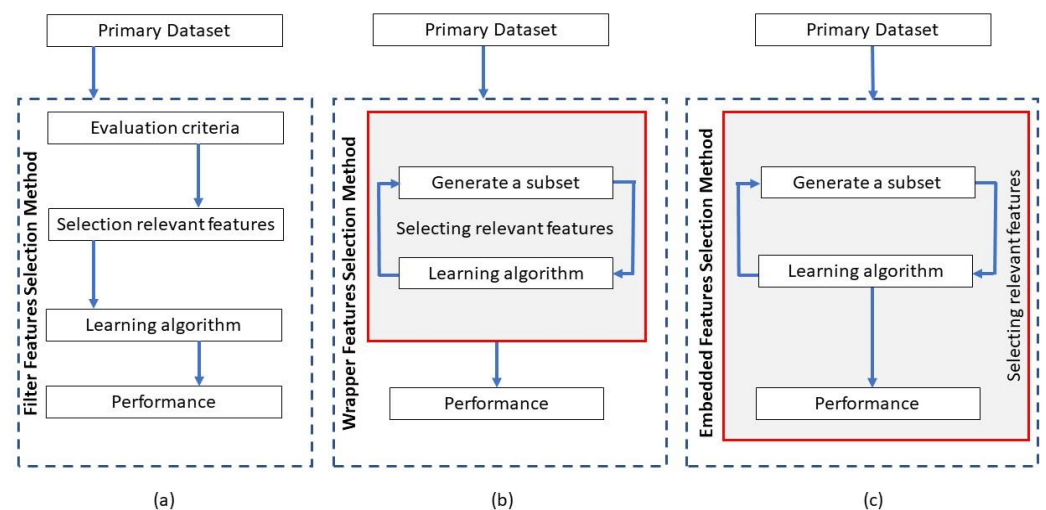 Primary Dataset
Filter Features Selection Method
Evaluation criteria
Selection relevant features
Learning algorithm
Performance
(a)
Primary Dataset
Wrapper Features Selection Method
Generate a subset
Selecting relevant features
Learning algorithm
Performance
(b)
Primary Dataset
Embedded Features Selection Method
Generate a subset
Selecting relevant features
Learning algorithm
Performance
(c)